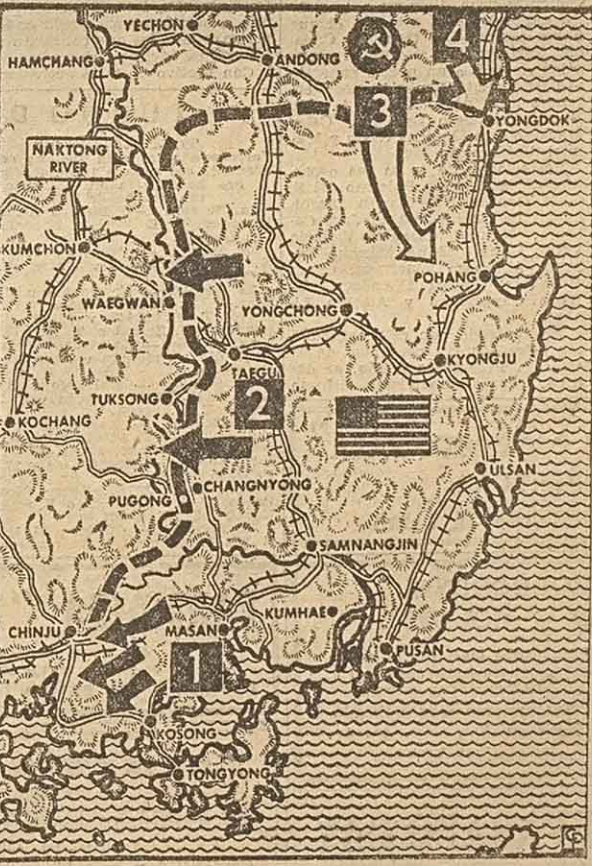 YECHON
4
HAMCHANG
ANDONG
3
YONGDOK
NAKTONG
RIVER
KUMCHON
POHANG
WAEGWAN
YONGCHONG
KYONGJU
TAEGU
TUKSONG
2
KOCHANG
ULSAN
CHANGNYONG
PUGONG
SAMNANGJIN
KUMHAE
CHINJU
MASAN
PUSAN
1
KOSONG
TONGYONG